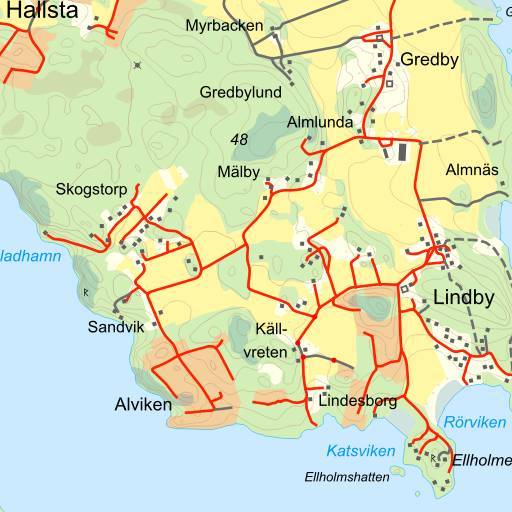 Hallsta
Myrbacken
Gredby
Gredbylund
Almlunda
48
Mälby
Almnäs
Skogstorp
ladhamn
Lindby
Sandvik
Käll-
vreten
Alviken
Lindesborg
Rörviken
Katsviken
Ellholme
Ellholmshatten